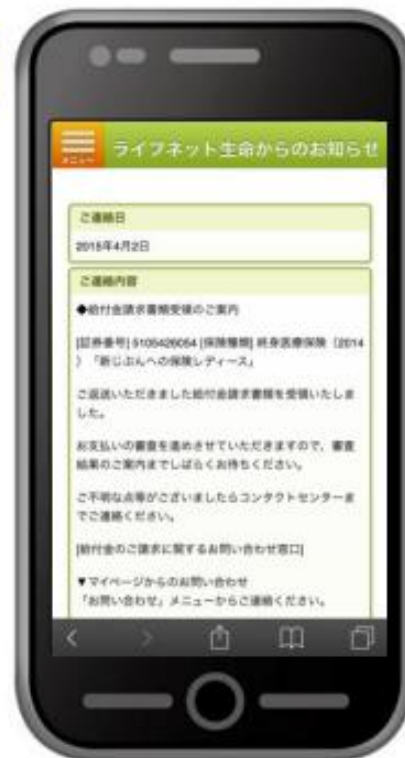 メニュー
ライフネット生命からのお知らせ
ご連絡日
2015年4月2日
ご連絡内容
◆給付金請求書類受領のご案内
[証券番号] 5105426054 [保険種類] 終身医療保険（2014
）「新じぶんへの保険レディース」
ご返送いただきました給付金請求書類を受領いたしま
した。
お支払いの審査を進めさせていただきますので、審査
結果のご案内までしばらくお待ちください。
ご不明な点等がございましたらコンタクトセンターま
でご連絡ください。
[給付金のご請求に関するお問い合わせ窓口]
▼マイページからのお問い合わせ
「お問い合わせ」メニューからご連絡ください。